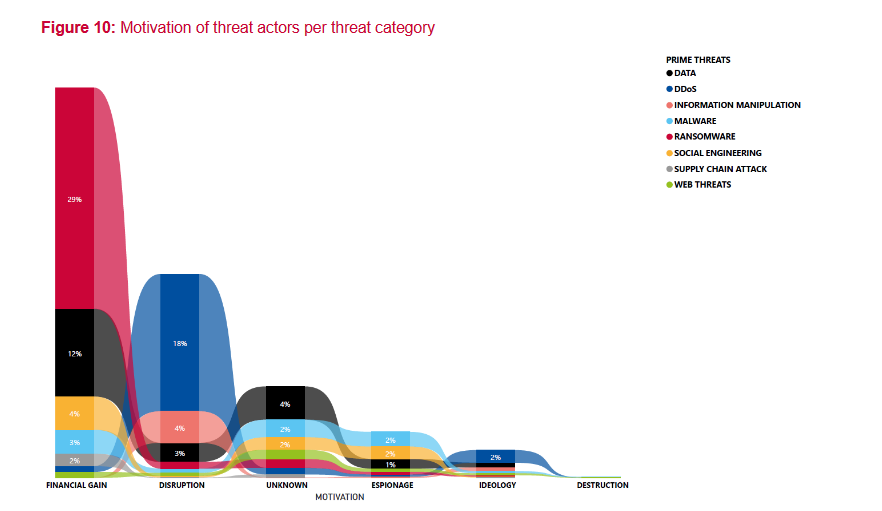 Figure 10: Motivation of threat actors per threat category
PRIME THREATS
DATA
DDoS
INFORMATION MANIPULATION
MALWARE
RANSOMWARE
SOCIAL ENGINEERING
SUPPLY CHAIN ATTACK
WEB THREATS
29%
12%
4%
3%
2%
18%
4%
3%
4%
2%
2%
2%
2%
1%
2%
FINANCIAL GAIN DISRUPTION UNKNOWN ESPIONAGE IDEOLOGY DESTRUCTION
MOTIVATION